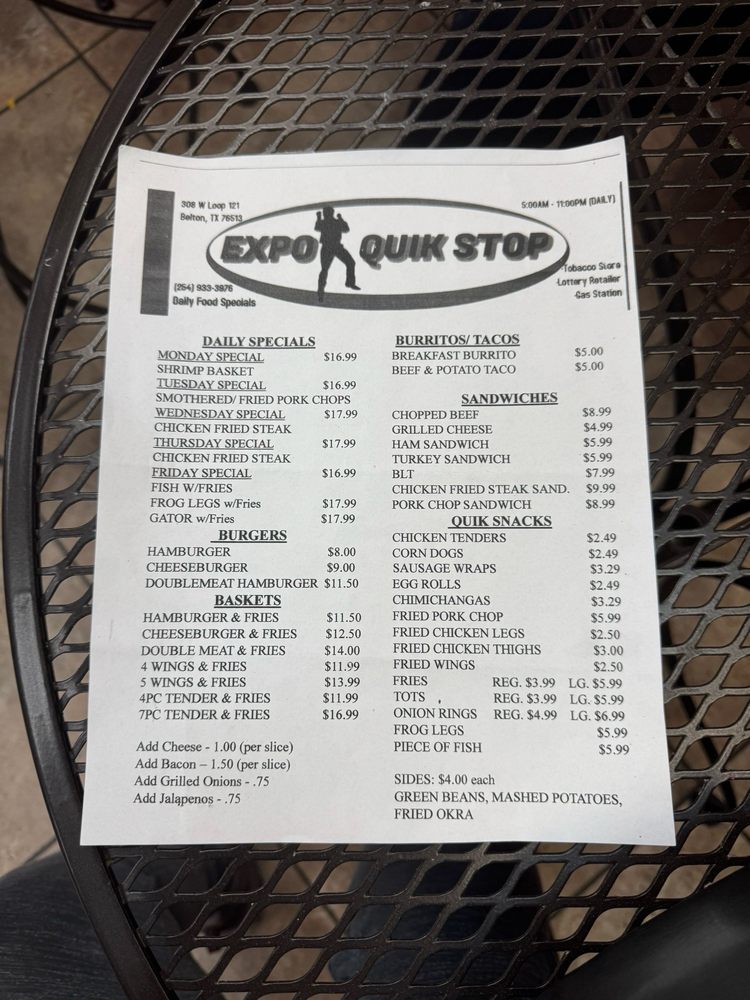 308 W Loop 121
Belton, TX 76513
5:00AM - 11:00PM (DAILY)
EXPO QUIK STOP
(254) 933-3976
Daily Food Specials
Tobacco Store
Lottery Retailer
Gas Station
DAILY SPECIALS
MONDAY SPECIAL $16.99
SHRIMP BASKET
TUESDAY SPECIAL $16.99
SMOTHERED/ FRIED PORK CHOPS
WEDNESDAY SPECIAL $17.99
CHICKEN FRIED STEAK
THURSDAY SPECIAL $17.99
CHICKEN FRIED STEAK
FRIDAY SPECIAL $16.99
FISH W/FRIES
FROG LEGS w/Fries $17.99
GATOR w/Fries $17.99
BURGERS
HAMBURGER $8.00
CHEESEBURGER $9.00
DOUBLEMEAT HAMBURGER $11.50
BASKETS
HAMBURGER & FRIES $11.50
CHEESEBURGER & FRIES $12.50
DOUBLE MEAT & FRIES $14.00
4 WINGS & FRIES $11.99
5 WINGS & FRIES $13.99
4PC TENDER & FRIES $11.99
7PC TENDER & FRIES $16.99
Add Cheese - 1.00 (per slice)
Add Bacon – 1.50 (per slice)
Add Grilled Onions - .75
Add Jalapenos - .75
BURRITOS/ TACOS
BREAKFAST BURRITO $5.00
BEEF & POTATO TACO $5.00
SANDWICHES
CHOPPED BEEF $8.99
GRILLED CHEESE $4.99
HAM SANDWICH $5.99
TURKEY SANDWICH $5.99
BLT $7.99
CHICKEN FRIED STEAK SAND. $9.99
PORK CHOP SANDWICH $8.99
QUIK SNACKS
CHICKEN TENDERS $2.49
CORN DOGS $2.49
SAUSAGE WRAPS $3.29
EGG ROLLS $2.49
CHIMICHANGAS $3.29
FRIED PORK CHOP $5.99
FRIED CHICKEN LEGS $2.50
FRIED CHICKEN THIGHS $3.00
FRIED WINGS $2.50
FRIES REG. $3.99 LG. $5.99
TOTS REG. $3.99 LG. $5.99
ONION RINGS REG. $4.99 LG. $6.99
FROG LEGS $5.99
PIECE OF FISH $5.99
SIDES: $4.00 each
GREEN BEANS, MASHED POTATOES,
FRIED OKRA